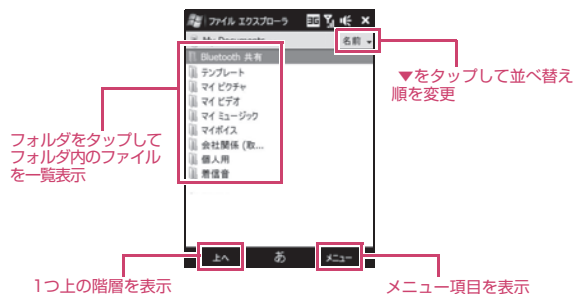 ファイル エクスプローラ
My Documents
名前
Bluetooth 共有
テンプレート
マイ ピクチャ
マイ ビデオ
マイ ミュージック
マイボイス
会社関係 (取...
個人用
着信音
▼をタップして並べ替え
順を変更
フォルダをタップして
フォルダ内のファイル
を一覧表示
上へ
あ
メニュー
1つ上の階層を表示
メニュー項目を表示